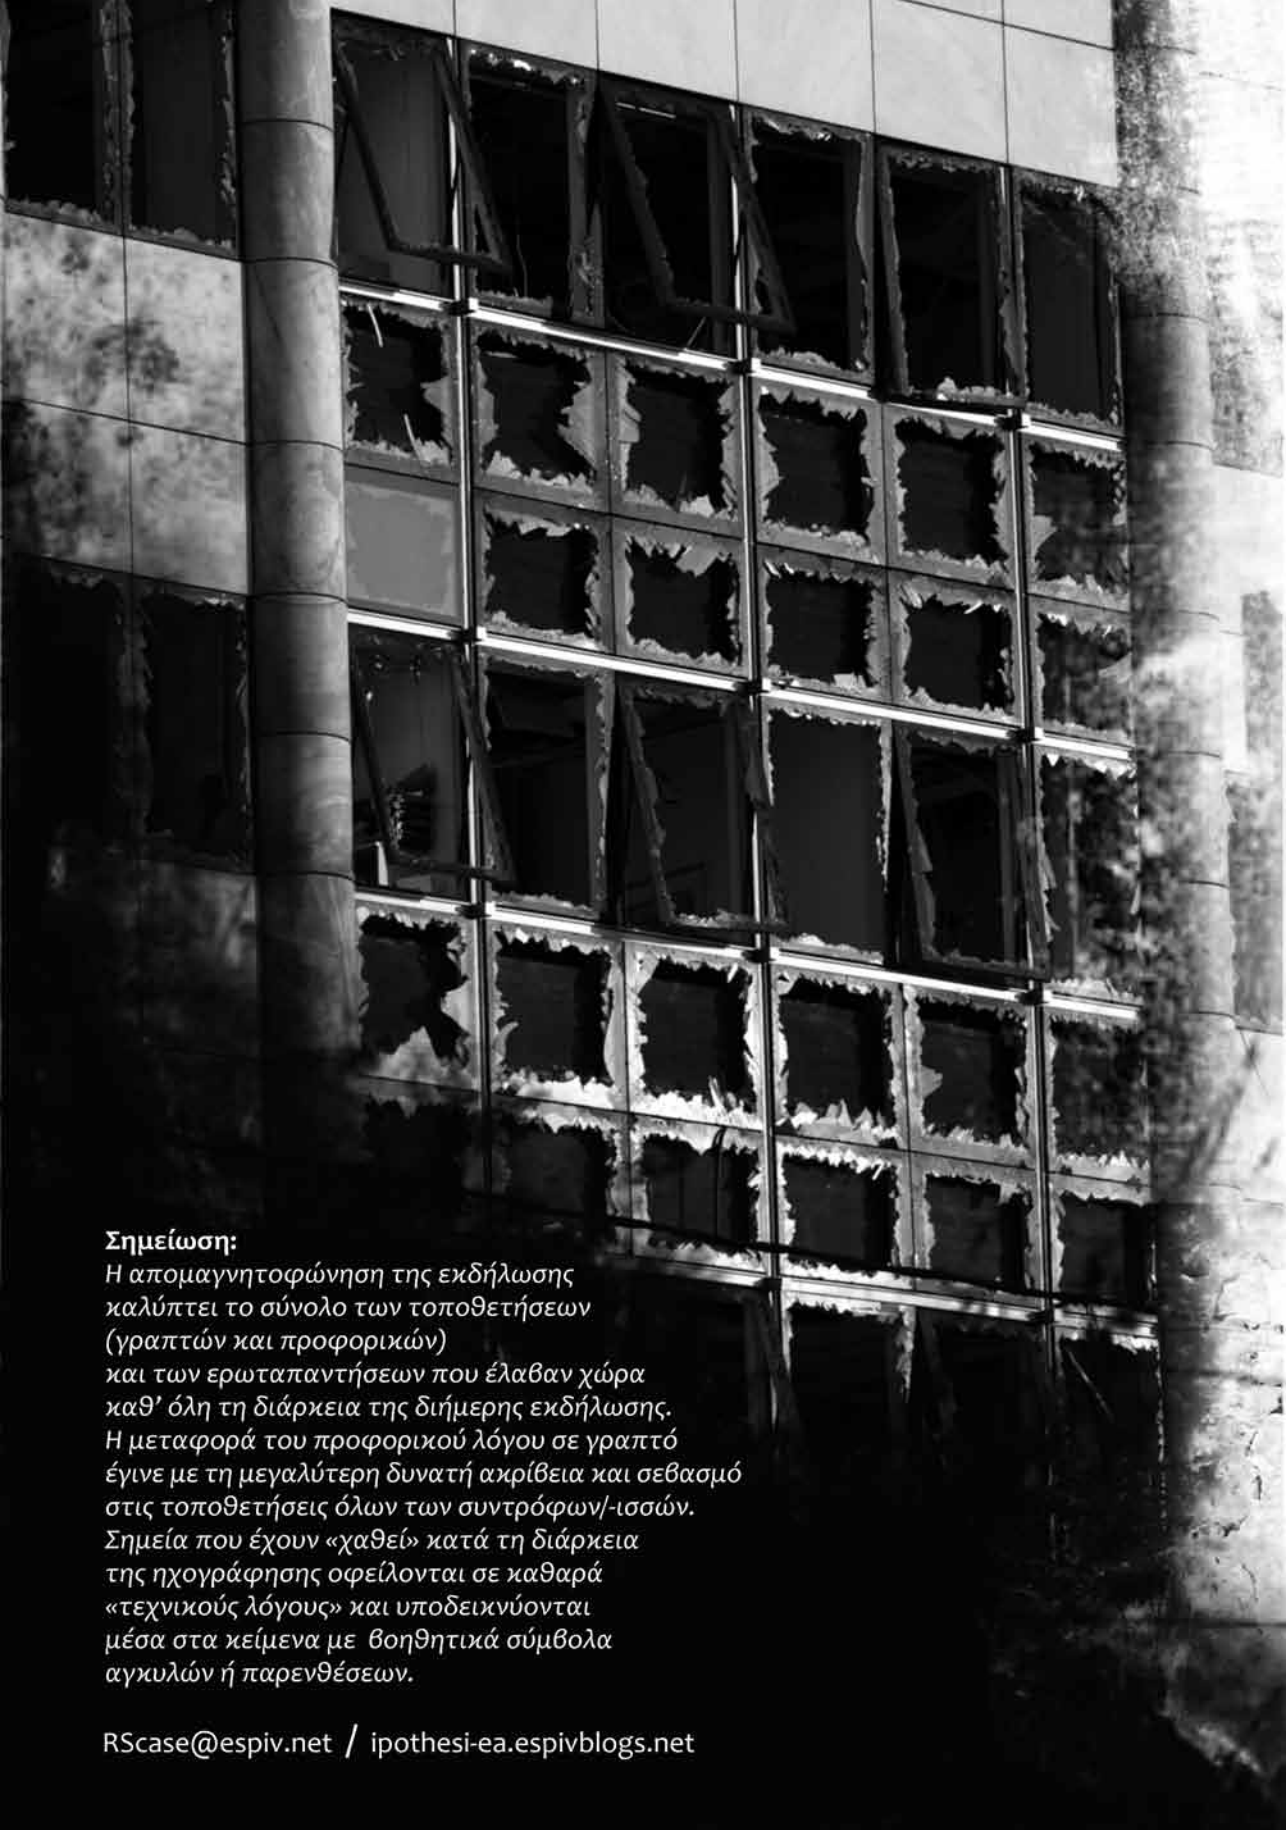 Σημείωση:
Η απομαγνητοφώνηση της εκδήλωσης
καλύπτει το σύνολο των τοποθετήσεων
(γραπτών και προφορικών)
και των ερωταπαντήσεων που έλαβαν χώρα
καθ’ όλη τη διάρκεια της διήμερης εκδήλωσης.
Η μεταφορά του προφορικού λόγου σε γραπτό
έγινε με τη μεγαλύτερη δυνατή ακρίβεια και σεβασμό
στις τοποθετήσεις όλων των συντρόφων/-ισσών.
Σημεία που έχουν «χαθεί» κατά τη διάρκεια
της ηχογράφησης οφείλονται σε καθαρά
«τεχνικούς λόγους» και υποδεικνύονται
μέσα στα κείμενα με βοηθητικά σύμβολα
αγκυλών ή παρενθέσεων.
RScase@espiv.net / ipothesi-ea.espivblogs.net